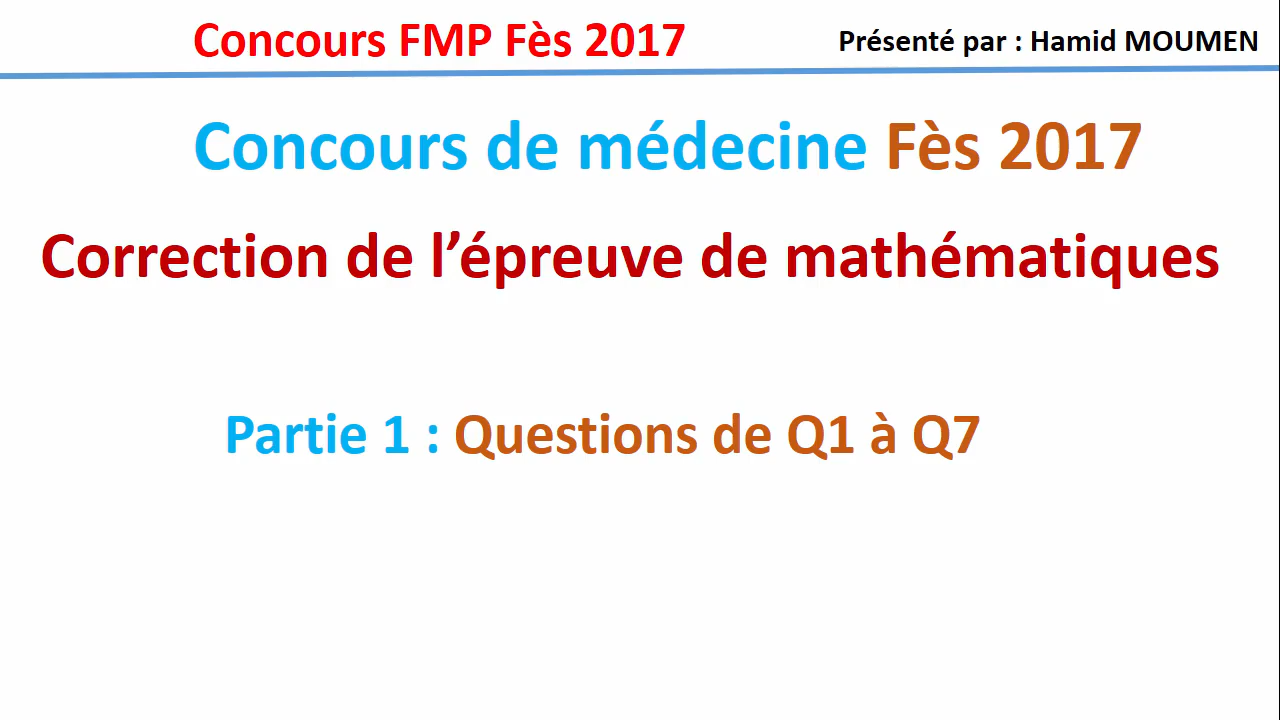 Concours FMP Fès 2017
Présenté par : Hamid MOUMEN
Concours de médecine Fès 2017
Correction de l’épreuve de mathématiques
Partie 1 : Questions de Q1 à Q7